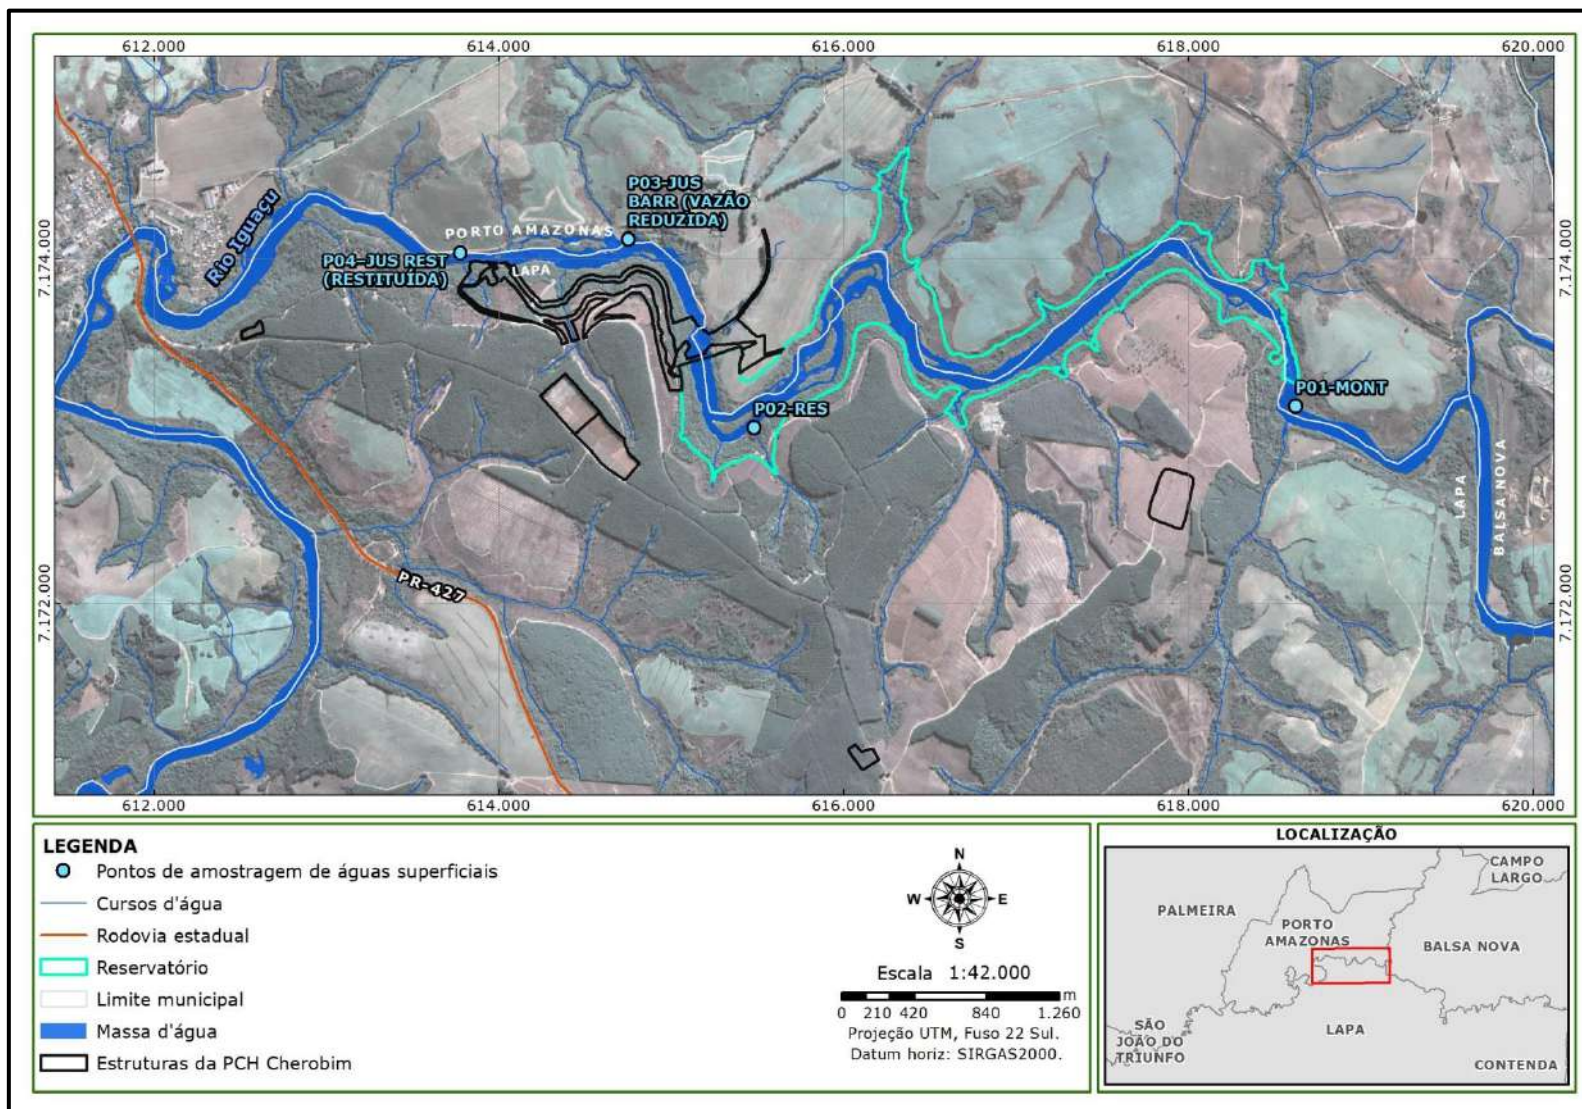 612.000
614.000
616.000
618.000
620.000
7.174.000
7.174.000
7.172.000
7.172.000
Rio Iguaçu
P03-JUS
BARR (VAZÃO
REDUZIDA)
PORTO AMAZONAS
P04-JUS REST
(RESTITUÍDA)
LAPA
P02-RES
P01-MONT
LAPA
BALSA NOVA
PR-427
612.000
614.000
616.000
618.000
620.000
LEGENDA
Pontos de amostragem de águas superficiais
Cursos d'água
Rodovia estadual
Reservatório
Limite municipal
Massa d'água
Estruturas da PCH Cherobim
N
W
E
S
Escala 1:42.000
m
0 210 420 840 1.260
Projeção UTM, Fuso 22 Sul.
Datum horiz: SIRGAS2000.
LOCALIZAÇÃO
CAMPO
LARGO
PALMEIRA
PORTO
AMAZONAS
BALSA NOVA
SÃO
JOÃO DO
TRIUNFO
LAPA
CONTENDA